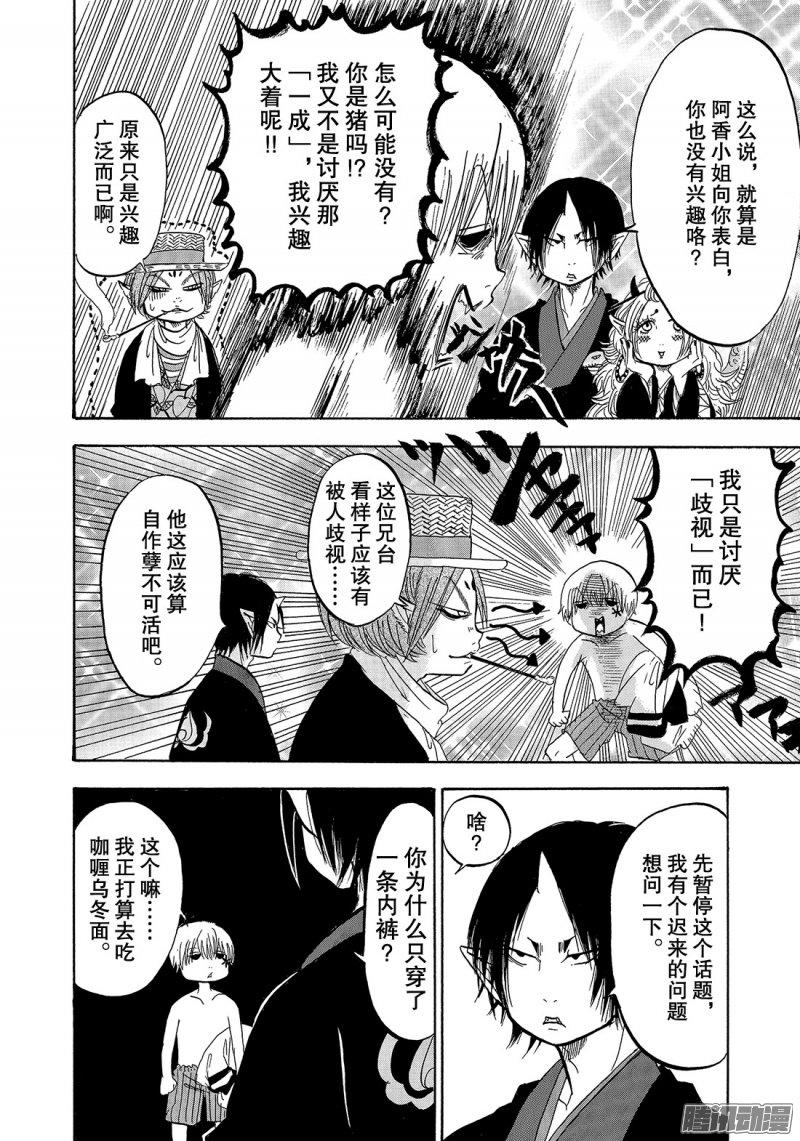 这么说，就算是
阿香小姐向你表白，
你也没有兴趣咯？
怎么可能没有？
你是猪吗!?
我又不是讨厌那
「一成」，我兴趣
大着呢!!
原来只是兴趣
广泛而已啊。
我只是讨厌
「歧视」而已！
这位兄台
看样子应该有
被人歧视……
他这应该算
自作孽不可活吧。
先暂停这个话题，
我有个迟来的问题
想问一下。
啥？
你为什么只穿了
一条内裤？
这个嘛……
我正打算去吃
咖喱乌冬面。
腾讯动漫